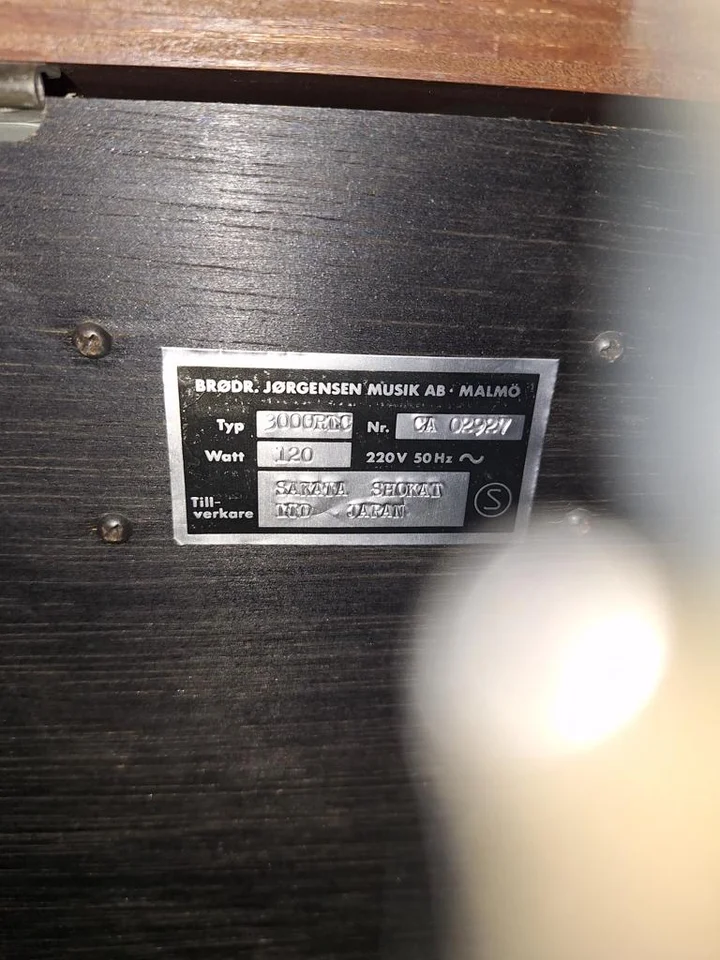 BRØDR. JØRGENSEN MUSIK AB · MALMÖ
Typ 3000RTC Nr. CA 02927
Watt 120 220V 50Hz ~
Till-
verkare
SAKATA SHOKAI
LTD JAPAN
S